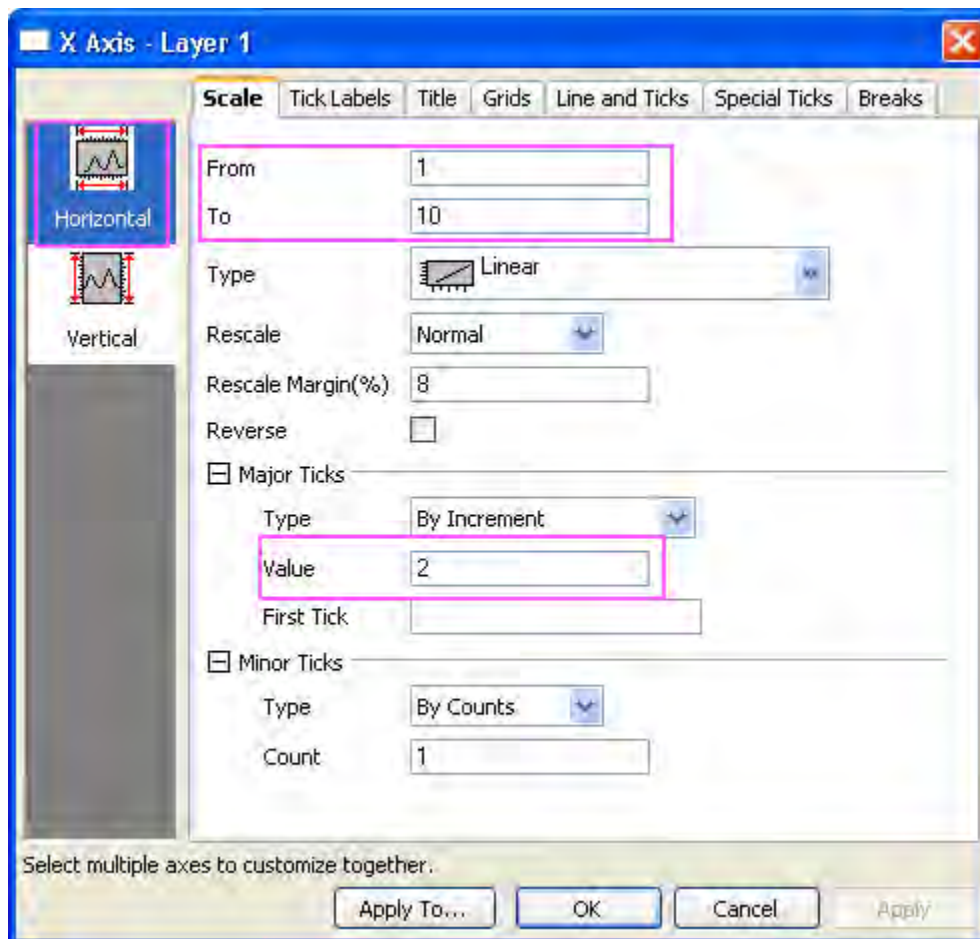 X Axis - Layer 1
Scale Tick Labels Title Grids Line and Ticks Special Ticks Breaks
Horizontal
Vertical
From 1
To 10
Type Linear
Rescale Normal
Rescale Margin(%) 8
Reverse
Major Ticks
Type By Increment
Value 2
First Tick
Minor Ticks
Type By Counts
Count 1
Select multiple axes to customize together.
Apply To... OK Cancel Apply